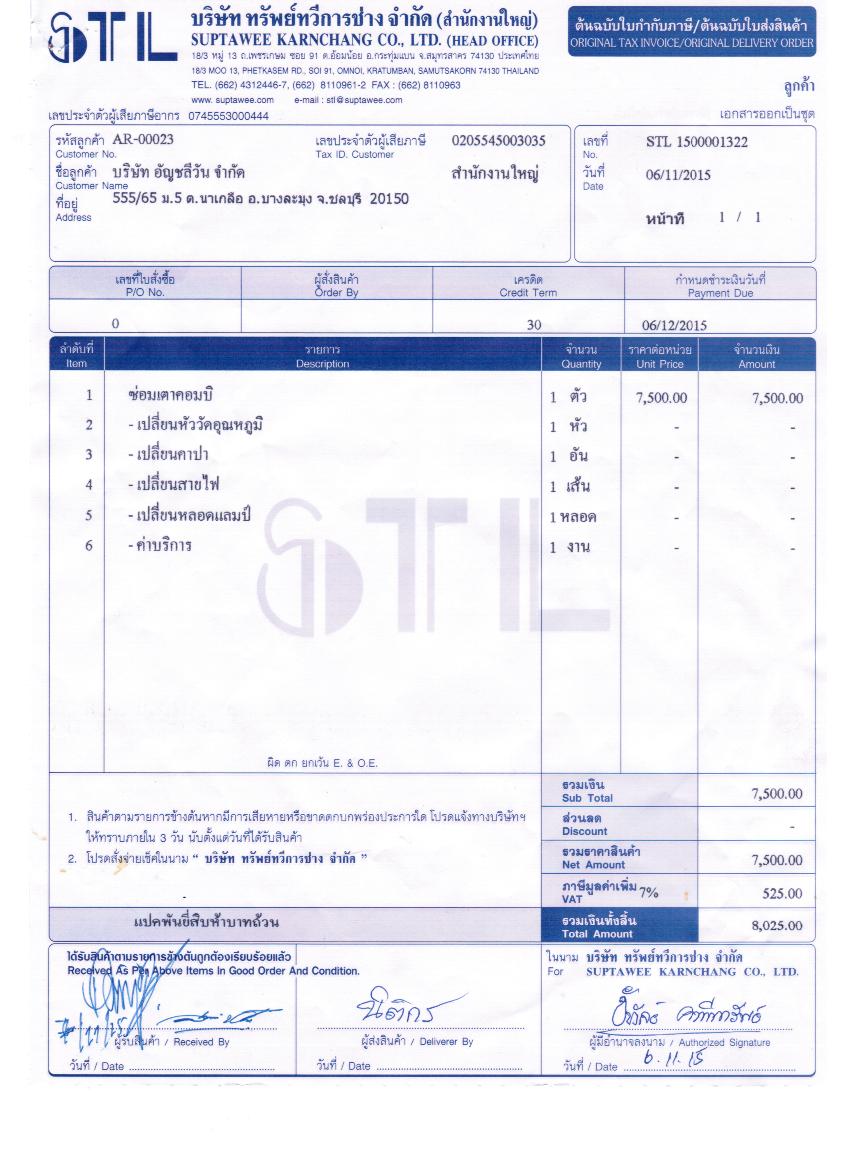 STL
บริษัท ทรัพย์ทวีการช่าง จำกัด (สำนักงานใหญ่)
SUPTAWEE KARNCHANG CO., LTD. (HEAD OFFICE)
18/3 หมู่ 13 ถ.เพชรเกษม ซอย 91 ต.อ้อมน้อย อ.กระทุ่มแบน จ.สมุทรสาคร 74130 ประเทศไทย
18/3 MOO 13, PHETKASEM RD., SOI 91, OMNOI, KRATUMBAN, SAMUTSAKORN 74130 THAILAND
TEL. (662) 4312446-7, (662) 8110961-2 FAX : (662) 8110963
www. suptawee.com e-mail : stl@suptawee.com
ต้นฉบับใบกำกับภาษี/ต้นฉบับใบส่งสินค้า
ORIGINAL TAX INVOICE/ORIGINAL DELIVERY ORDER
ลูกค้า
เลขประจำตัวผู้เสียภาษีอากร 0745553000444
เอกสารออกเป็นชุด
รหัสลูกค้า AR-00023 เลขประจำตัวผู้เสียภาษี 0205545003035
Customer No. Tax ID. Customer
ชื่อลูกค้า บริษัท อัญชลีวัน จำกัด สำนักงานใหญ่
Customer Name
ที่อยู่ 555/65 ม.5 ต.นาเกลือ อ.บางละมุง จ.ชลบุรี 20150
Address
เลขที่ STL 1500001322
No.
วันที่ 06/11/2015
Date
หน้าที่ 1 / 1
เลขที่ใบสั่งซื้อ ผู้สั่งสินค้า เครดิต กำหนดชำระเงินวันที่
P/O No. Order By Credit Term Payment Due
0 30 06/12/2015
ลำดับที่ รายการ จำนวน ราคาต่อหน่วย จำนวนเงิน
Item Description Quantity Unit Price Amount
1 ซ่อมเตาคอมบิ 1 ตัว 7,500.00 7,500.00
2 - เปลี่ยนหัววัดอุณหภูมิ 1 หัว - -
3 - เปลี่ยนคาปา 1 อัน - -
4 - เปลี่ยนสายไฟ 1 เส้น - -
5 - เปลี่ยนหลอดแลมป์ 1 หลอด - -
6 - ค่าบริการ 1 งาน - -
STL
ผิด ตก ยกเว้น E. & O.E.
1. สินค้าตามรายการข้างต้นหากมีการเสียหายหรือขาดตกบกพร่องประการใด โปรดแจ้งทางบริษัทฯ
ให้ทราบภายใน 3 วัน นับตั้งแต่วันที่ได้รับสินค้า
2. โปรดสั่งจ่ายเช็คในนาม " บริษัท ทรัพย์ทวีการช่าง จำกัด "
รวมเงิน
Sub Total 7,500.00
ส่วนลด
Discount -
รวมราคาสินค้า
Net Amount 7,500.00
ภาษีมูลค่าเพิ่ม 7%
VAT 525.00
แปดพันยี่สิบห้าบาทถ้วน
รวมเงินทั้งสิ้น
Total Amount 8,025.00
ได้รับสินค้าตามรายการข้างต้นถูกต้องเรียบร้อยแล้ว
Received As Per Above Items In Good Order And Condition.
ผู้รับสินค้า / Received By
วันที่ / Date
นิติกร
ผู้ส่งสินค้า / Deliverer By
วันที่ / Date
ในนาม บริษัท ทรัพย์ทวีการช่าง จำกัด
For SUPTAWEE KARNCHANG CO., LTD.
ผู้มีอำนาจลงนาม / Authorized Signature
วันที่ / Date 6.11.15